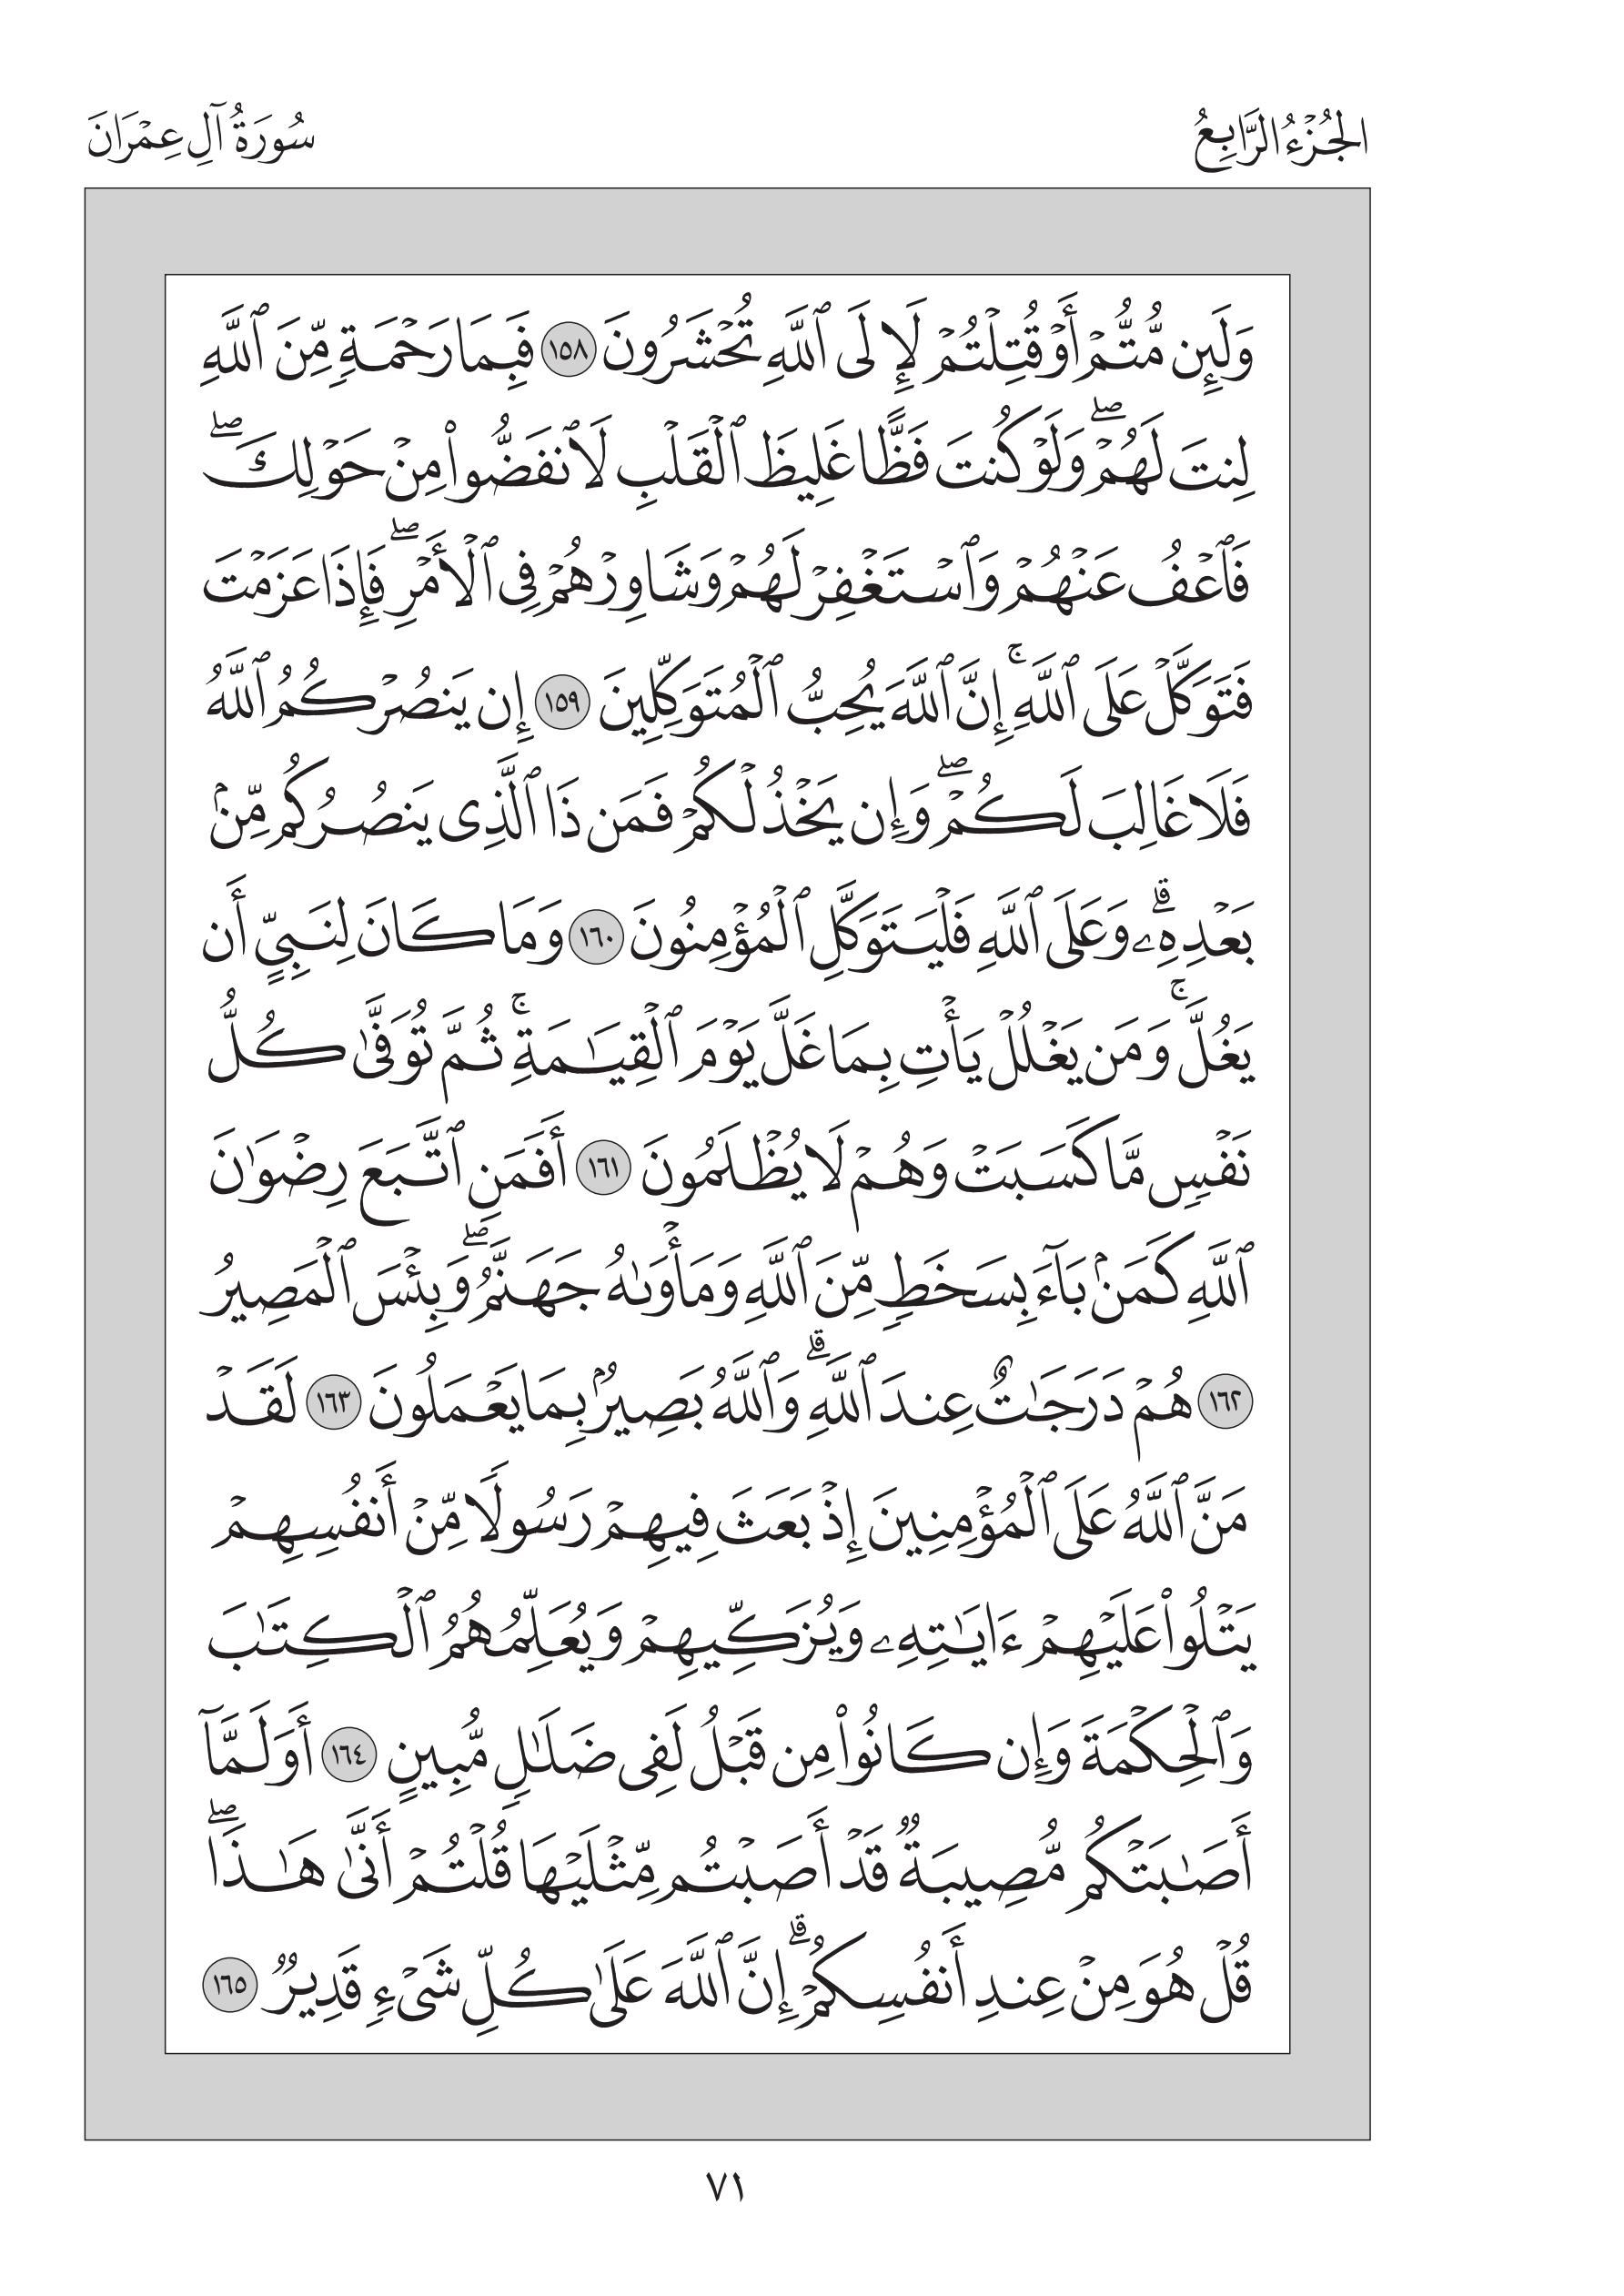 الجُزْءُ الرَّابِعُ
سُورَةُ آلِ عِمْرَانَ
وَلَئِن مُّتُّمْ أَوْ قُتِلْتُمْ لَإِلَى ٱللَّهِ تُحْشَرُونَ ١٥٨ فَبِمَا رَحْمَةٍ مِّنَ ٱللَّهِ
لِنتَ لَهُمْ ۖ وَلَوْ كُنتَ فَظًّا غَلِيظَ ٱلْقَلْبِ لَٱنفَضُّوا۟ مِنْ حَوْلِكَ ۖ
فَٱعْفُ عَنْهُمْ وَٱسْتَغْفِرْ لَهُمْ وَشَاوِرْهُمْ فِى ٱلْأَمْرِ ۖ فَإِذَا عَزَمْتَ
فَتَوَكَّلْ عَلَى ٱللَّهِ ۚ إِنَّ ٱللَّهَ يُحِبُّ ٱلْمُتَوَكِّلِينَ ١٥٩ إِن يَنصُرْكُمُ ٱللَّهُ
فَلَا غَالِبَ لَكُمْ ۖ وَإِن يَخْذُلْكُمْ فَمَن ذَا ٱلَّذِى يَنصُرُكُم مِّنۢ
بَعْدِهِۦ ۗ وَعَلَى ٱللَّهِ فَلْيَتَوَكَّلِ ٱلْمُؤْمِنُونَ ١٦٠ وَمَا كَانَ لِنَبِىٍّ أَن
يَغُلَّ ۚ وَمَن يَغْلُلْ يَأْتِ بِمَا غَلَّ يَوْمَ ٱلْقِيَـٰمَةِ ۚ ثُمَّ تُوَفَّىٰ كُلُّ
نَفْسٍ مَّا كَسَبَتْ وَهُمْ لَا يُظْلَمُونَ ١٦١ أَفَمَنِ ٱتَّبَعَ رِضْوَٰنَ
ٱللَّهِ كَمَنۢ بَآءَ بِسَخَطٍ مِّنَ ٱللَّهِ وَمَأْوَىٰهُ جَهَنَّمُ ۖ وَبِئْسَ ٱلْمَصِيرُ
١٦٢ هُمْ دَرَجَـٰتٌ عِندَ ٱللَّهِ ۗ وَٱللَّهُ بَصِيرٌۢ بِمَا يَعْمَلُونَ ١٦٣ لَقَدْ
مَنَّ ٱللَّهُ عَلَى ٱلْمُؤْمِنِينَ إِذْ بَعَثَ فِيهِمْ رَسُولًا مِّنْ أَنفُسِهِمْ
يَتْلُوا۟ عَلَيْهِمْ ءَايَـٰتِهِۦ وَيُزَكِّيهِمْ وَيُعَلِّمُهُمُ ٱلْكِتَـٰبَ
وَٱلْحِكْمَةَ وَإِن كَانُوا۟ مِن قَبْلُ لَفِى ضَلَـٰلٍ مُّبِينٍ ١٦٤ أَوَلَمَّآ
أَصَـٰبَتْكُم مُّصِيبَةٌ قَدْ أَصَبْتُم مِّثْلَيْهَا قُلْتُمْ أَنَّىٰ هَـٰذَا ۖ
قُلْ هُوَ مِنْ عِندِ أَنفُسِكُمْ ۗ إِنَّ ٱللَّهَ عَلَىٰ كُلِّ شَىْءٍ قَدِيرٌ ١٦٥
٧١